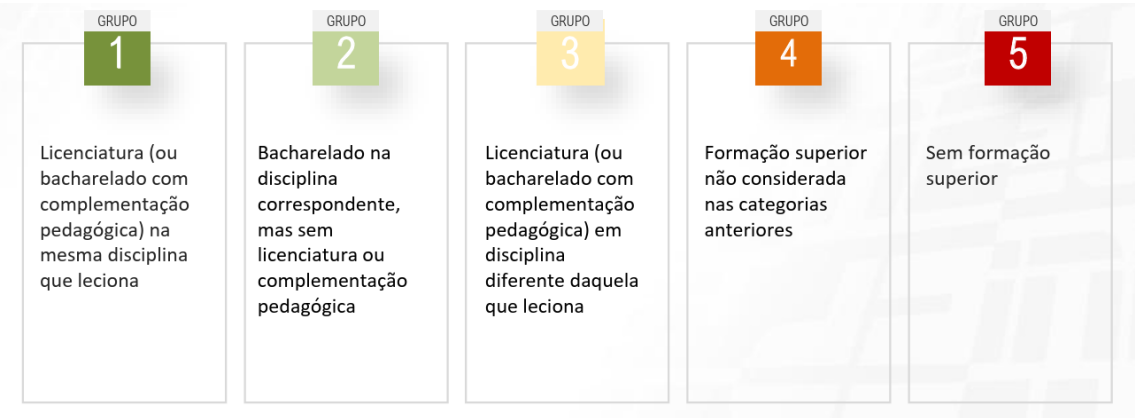 GRUPO
1
Licenciatura (ou
bacharelado com
complementação
pedagógica) na
mesma disciplina
que leciona
GRUPO
2
Bacharelado na
disciplina
correspondente,
mas sem
licenciatura ou
complementação
pedagógica
GRUPO
3
Licenciatura (ou
bacharelado com
complementação
pedagógica) em
disciplina
diferente daquela
que leciona
GRUPO
4
Formação superior
não considerada
nas categorias
anteriores
GRUPO
5
Sem formação
superior